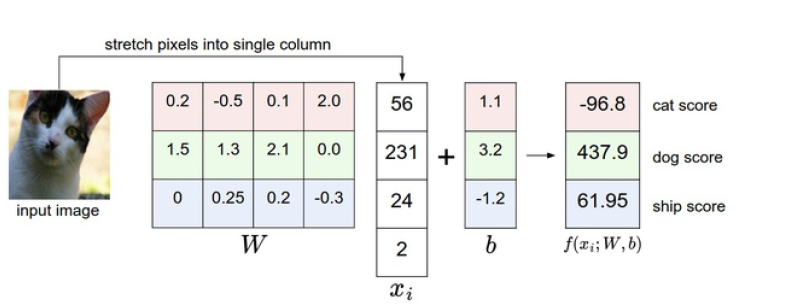 stretch pixels into single column
0.2 -0.5 0.1 2.0 56 1.1 -96.8 cat score
1.5 1.3 2.1 0.0 231 + 3.2 → 437.9 dog score
0 0.25 0.2 -0.3 24 -1.2 61.95 ship score
input image
2
W b f(x_i; W, b)
x_i